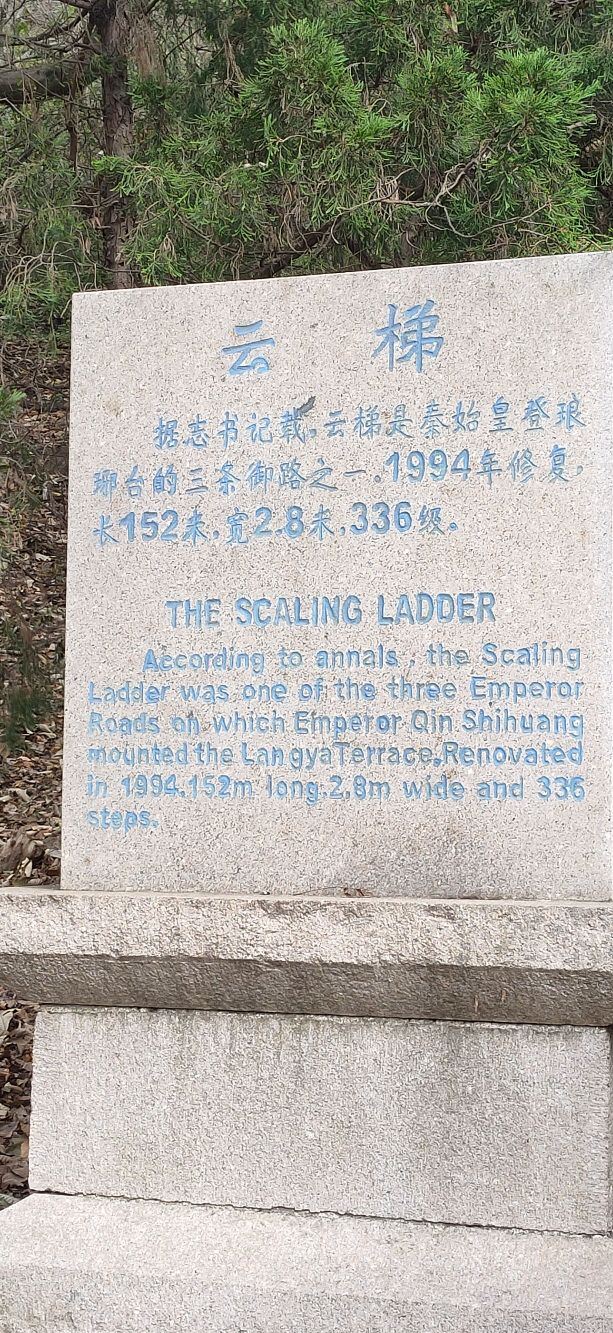 云 梯
据志书记载,云梯是秦始皇登琅
琊台的三条御路之一.1994年修复,
长152米,宽2.8米,336级。
THE SCALING LADDER
According to annals , the Scaling
Ladder was one of the three Emperor
Roads on which Emperor Qin Shihuang
mounted the Langya Terrace.Renovated
in 1994.152m long.2.8m wide and 336
steps.